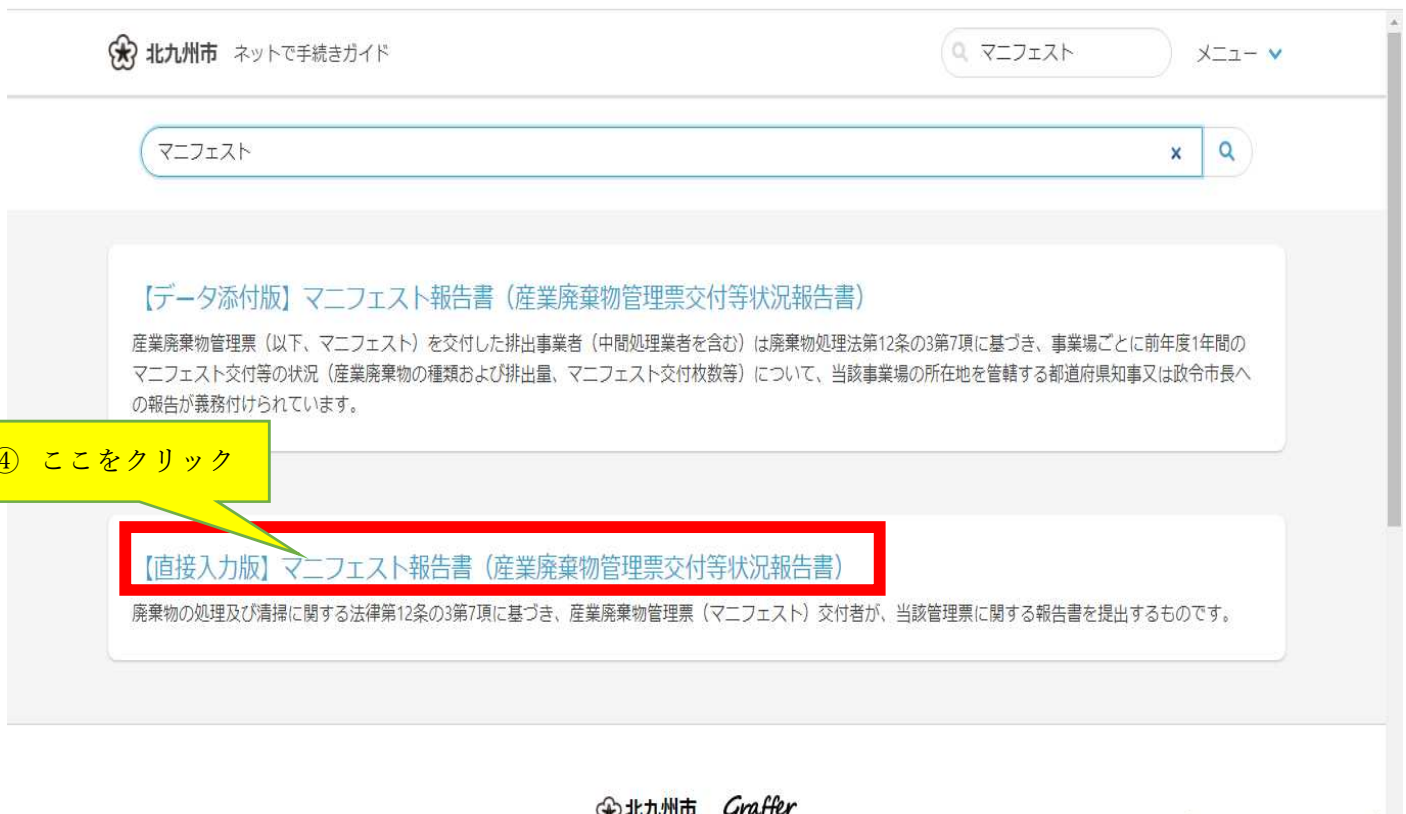 北九州市 ネットで手続きガイド
マニフェスト
メニュー
マニフェスト
x
【データ添付版】マニフェスト報告書（産業廃棄物管理票交付等状況報告書）
産業廃棄物管理票（以下、マニフェスト）を交付した排出事業者（中間処理業者を含む）は廃棄物処理法第12条の3第7項に基づき、事業場ごとに前年度1年間の
マニフェスト交付等の状況（産業廃棄物の種類および排出量、マニフェスト交付枚数等）について、当該事業場の所在地を管轄する都道府県知事又は政令市長へ
の報告が義務付けられています。
④ ここをクリック
【直接入力版】マニフェスト報告書（産業廃棄物管理票交付等状況報告書）
廃棄物の処理及び清掃に関する法律第12条の3第7項に基づき、産業廃棄物管理票（マニフェスト）交付者が、当該管理票に関する報告書を提出するものです。
北九州市 Graffer